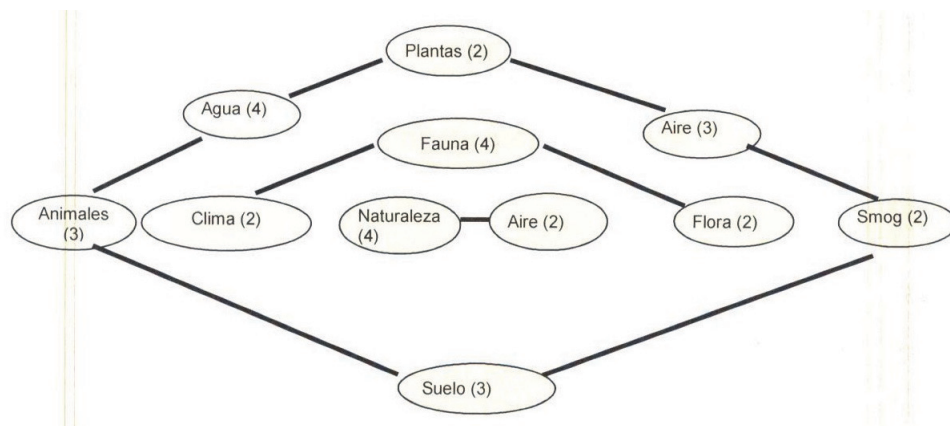 Plantas (2)
Agua (4)
Aire (3)
Fauna (4)
Animales
(3)
Clima (2)
Naturaleza
(4)
Aire (2)
Flora (2)
Smog (2)
Suelo (3)